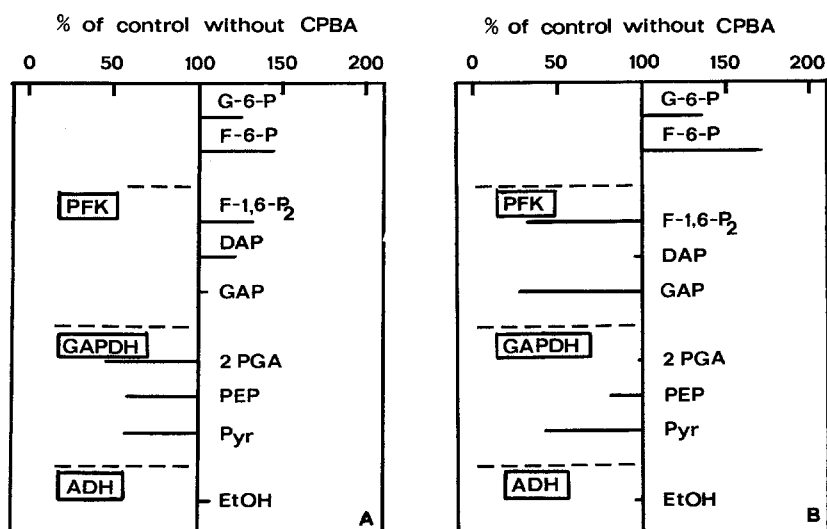 % of control without CPBA
0 50 100 150 200
G-6-P
F-6-P
PFK
F-1,6-P2
DAP
GAP
GAPDH
2 PGA
PEP
Pyr
ADH
EtOH
A
% of control without CPBA
0 50 100 150 200
G-6-P
F-6-P
PFK
F-1,6-P2
DAP
GAP
GAPDH
2 PGA
PEP
Pyr
ADH
EtOH
B